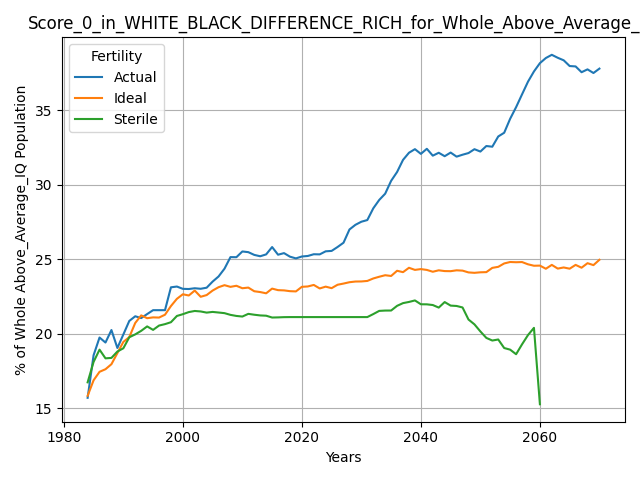 Score_0_in_WHITE_BLACK_DIFFERENCE_RICH_for_Whole_Above_Average_
Fertility
Actual
Ideal
Sterile
% of Whole Above_Average_IQ Population
35
30
25
20
15
1980
2000
2020
2040
2060
Years